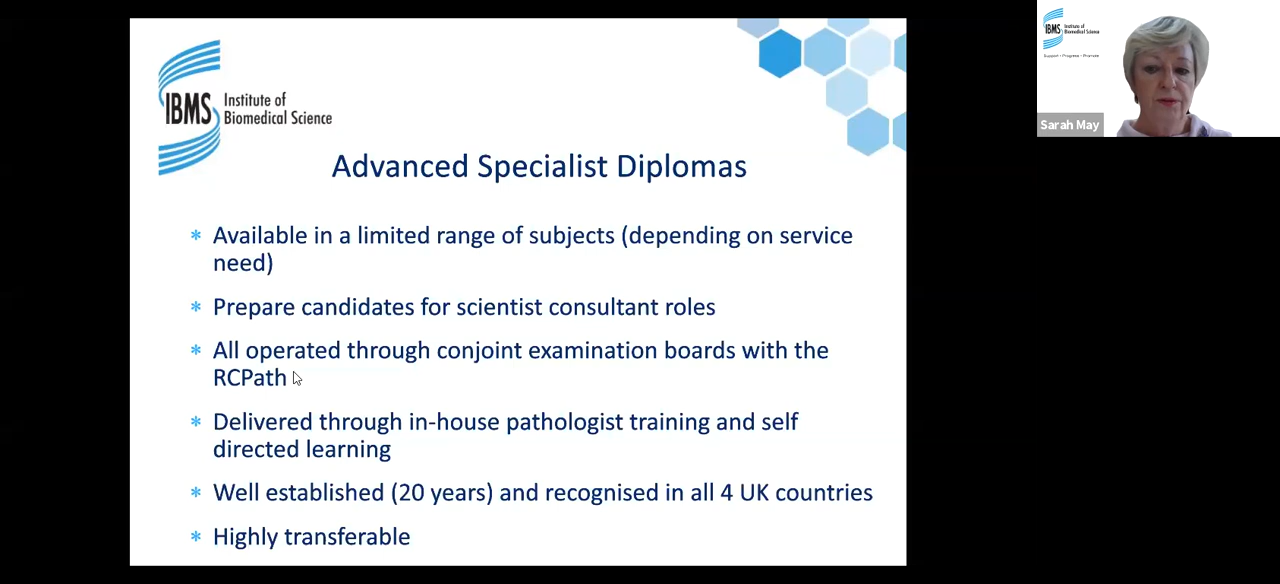 IBMS
Institute of
Biomedical Science
Advanced Specialist Diplomas
* Available in a limited range of subjects (depending on service
need)
* Prepare candidates for scientist consultant roles
* All operated through conjoint examination boards with the
RCPath
* Delivered through in-house pathologist training and self
directed learning
* Well established (20 years) and recognised in all 4 UK countries
* Highly transferable
IBMS
Institute of
Biomedical Science
Support • Progress • Promote
Sarah May